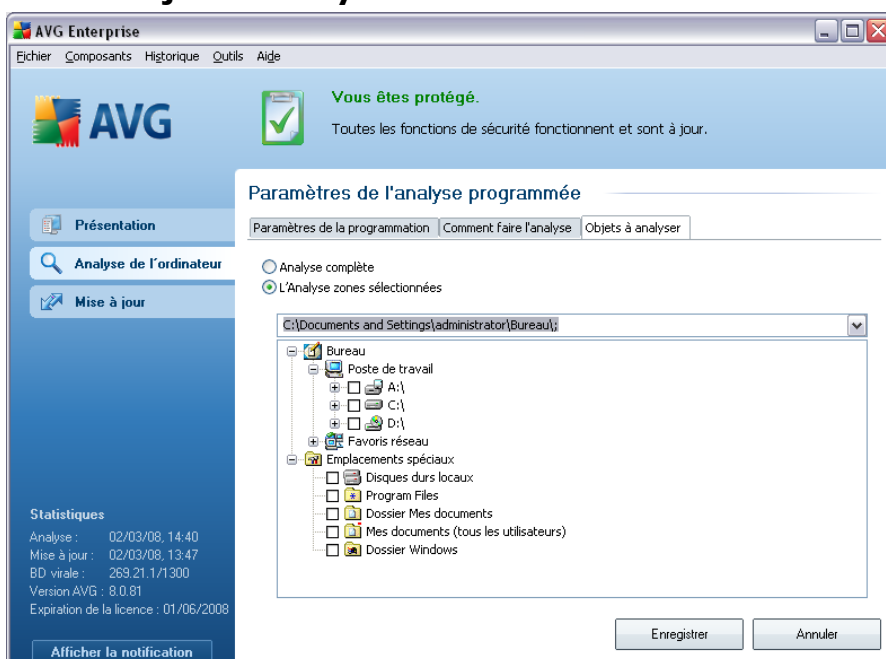 AVG Enterprise
Fichier Composants Historique Outils Aide
AVG
Vous êtes protégé.
Toutes les fonctions de sécurité fonctionnent et sont à jour.
Présentation
Analyse de l'ordinateur
Mise à jour
Paramètres de l'analyse programmée
Paramètres de la programmation Comment faire l'analyse Objets à analyser
Analyse complète
L'Analyse zones sélectionnées
C:\Documents and Settings\administrator\Bureau\;
Bureau
Poste de travail
A:\
C:\
D:\
Favoris réseau
Emplacements spéciaux
Disques durs locaux
Program Files
Dossier Mes documents
Mes documents (tous les utilisateurs)
Dossier Windows
Statistiques
Analyse : 02/03/08, 14:40
Mise à jour : 02/03/08, 13:47
BD virale : 269.21.1/1300
Version AVG : 8.0.81
Expiration de la licence : 01/06/2008
Afficher la notification
Enregistrer Annuler